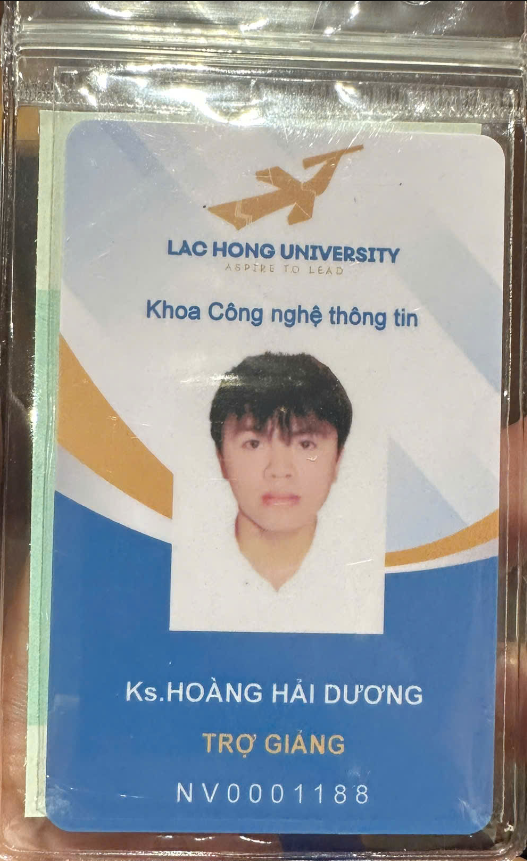 LAC HONG UNIVERSITY
ASPIRE TO LEAD
Khoa Công nghệ thông tin
Ks.HOÀNG HẢI DƯƠNG
TRỢ GIẢNG
NV0001188